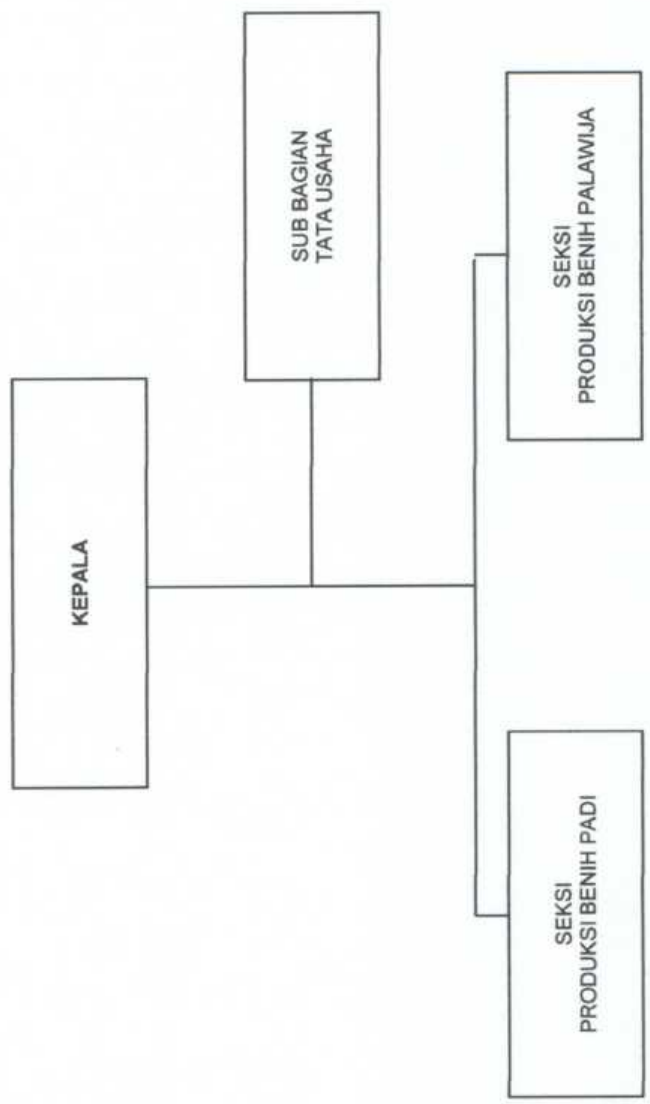 KEPALA
SUB BAGIAN
TATA USAHA
SEKSI
PRODUKSI BENIH PADI
SEKSI
PRODUKSI BENIH PALAWIJA